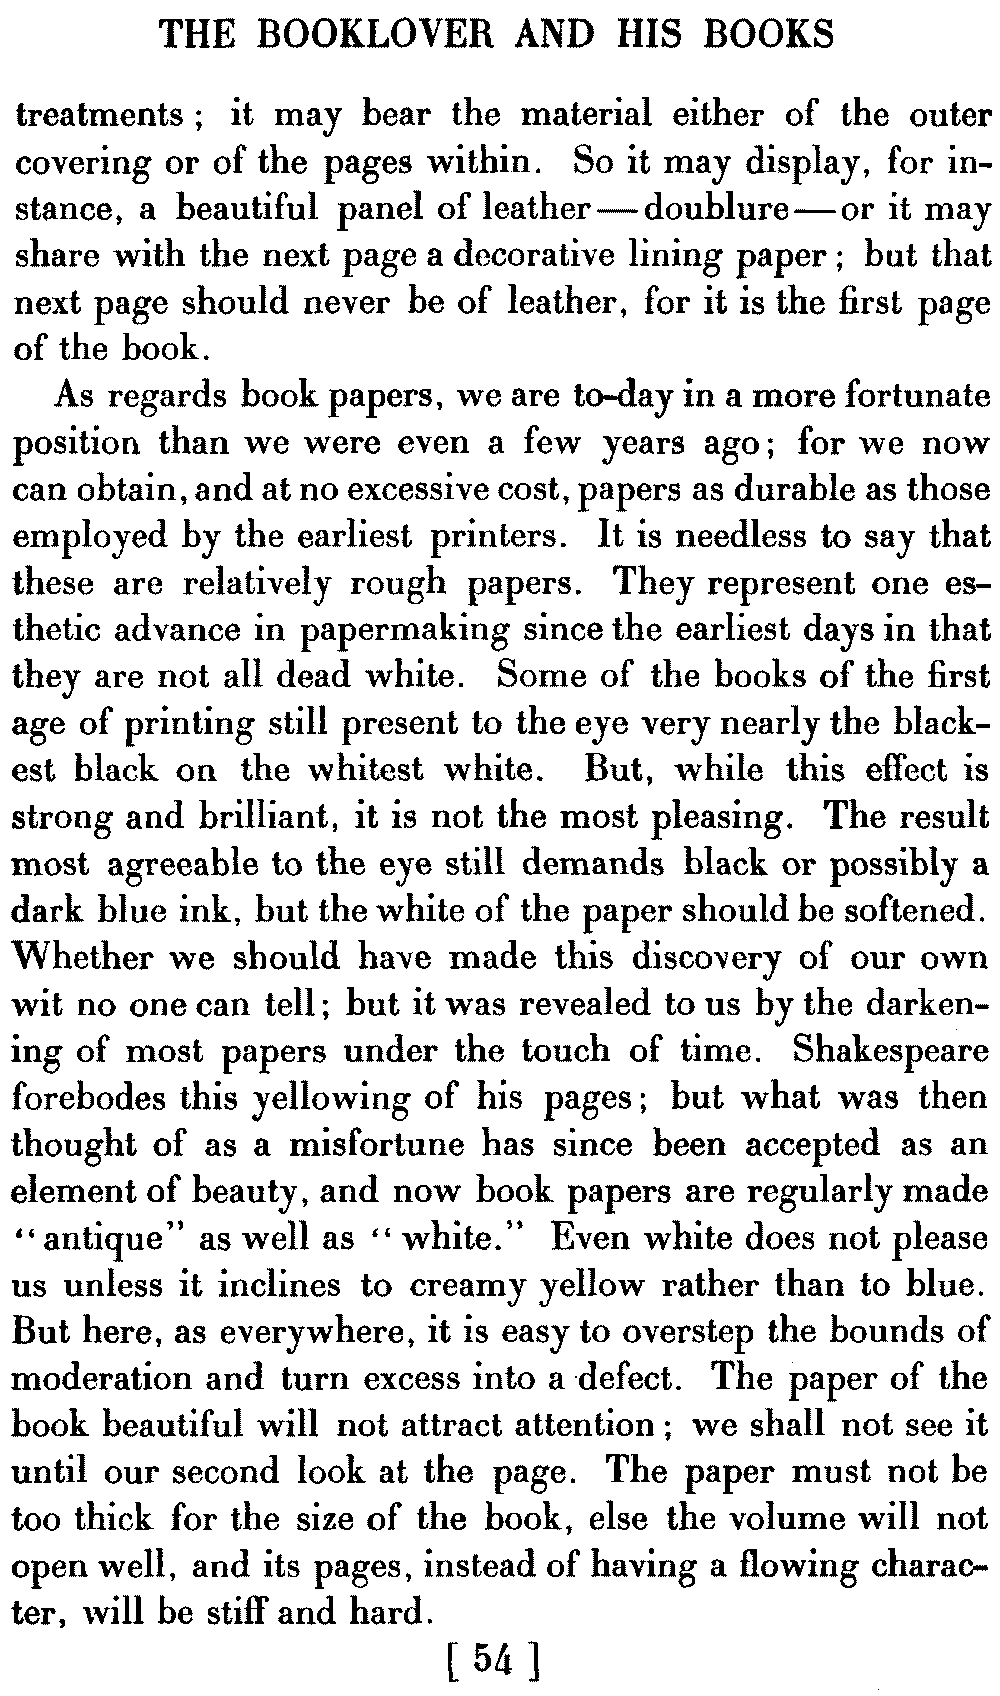 THE BOOKLOVER AND HIS BOOKS
treatments; it may bear the material either of the outer
covering or of the pages within. So it may display, for in-
stance, a beautiful panel of leather—doublure—or it may
share with the next page a decorative lining paper; but that
next page should never be of leather, for it is the first page
of the book.
As regards book papers, we are to-day in a more fortunate
position than we were even a few years ago; for we now
can obtain, and at no excessive cost, papers as durable as those
employed by the earliest printers. It is needless to say that
these are relatively rough papers. They represent one es-
thetic advance in papermaking since the earliest days in that
they are not all dead white. Some of the books of the first
age of printing still present to the eye very nearly the black-
est black on the whitest white. But, while this effect is
strong and brilliant, it is not the most pleasing. The result
most agreeable to the eye still demands black or possibly a
dark blue ink, but the white of the paper should be softened.
Whether we should have made this discovery of our own
wit no one can tell; but it was revealed to us by the darken-
ing of most papers under the touch of time. Shakespeare
forebodes this yellowing of his pages; but what was then
thought of as a misfortune has since been accepted as an
element of beauty, and now book papers are regularly made
“antique” as well as “white.” Even white does not please
us unless it inclines to creamy yellow rather than to blue.
But here, as everywhere, it is easy to overstep the bounds of
moderation and turn excess into a defect. The paper of the
book beautiful will not attract attention; we shall not see it
until our second look at the page. The paper must not be
too thick for the size of the book, else the volume will not
open well, and its pages, instead of having a flowing charac-
ter, will be stiff and hard.
[ 54 ]